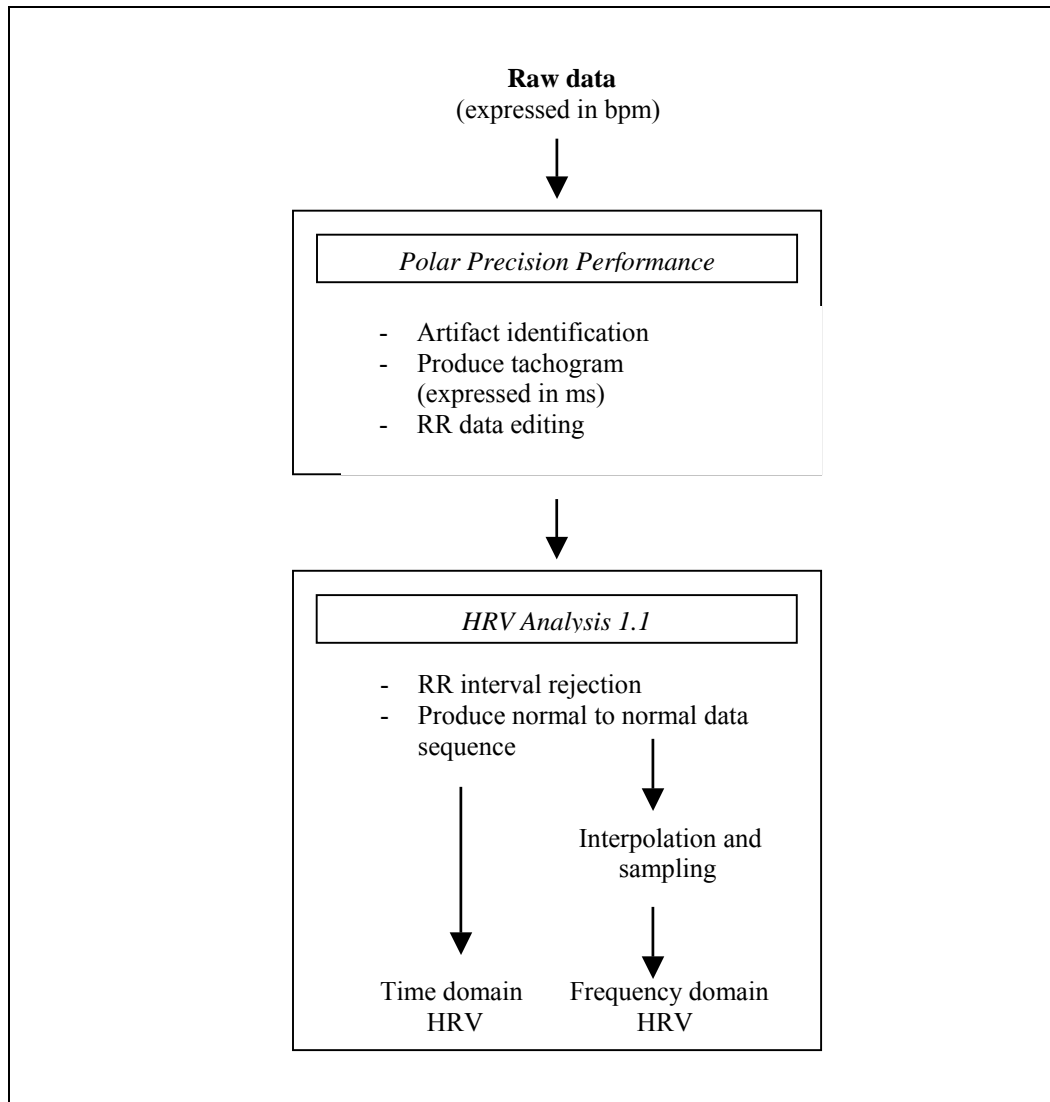 Raw data
(expressed in bpm)
Polar Precision Performance
- Artifact identification
- Produce tachogram
(expressed in ms)
- RR data editing
HRV Analysis 1.1
- RR interval rejection
- Produce normal to normal data
sequence
Interpolation and
sampling
Time domain
HRV
Frequency domain
HRV